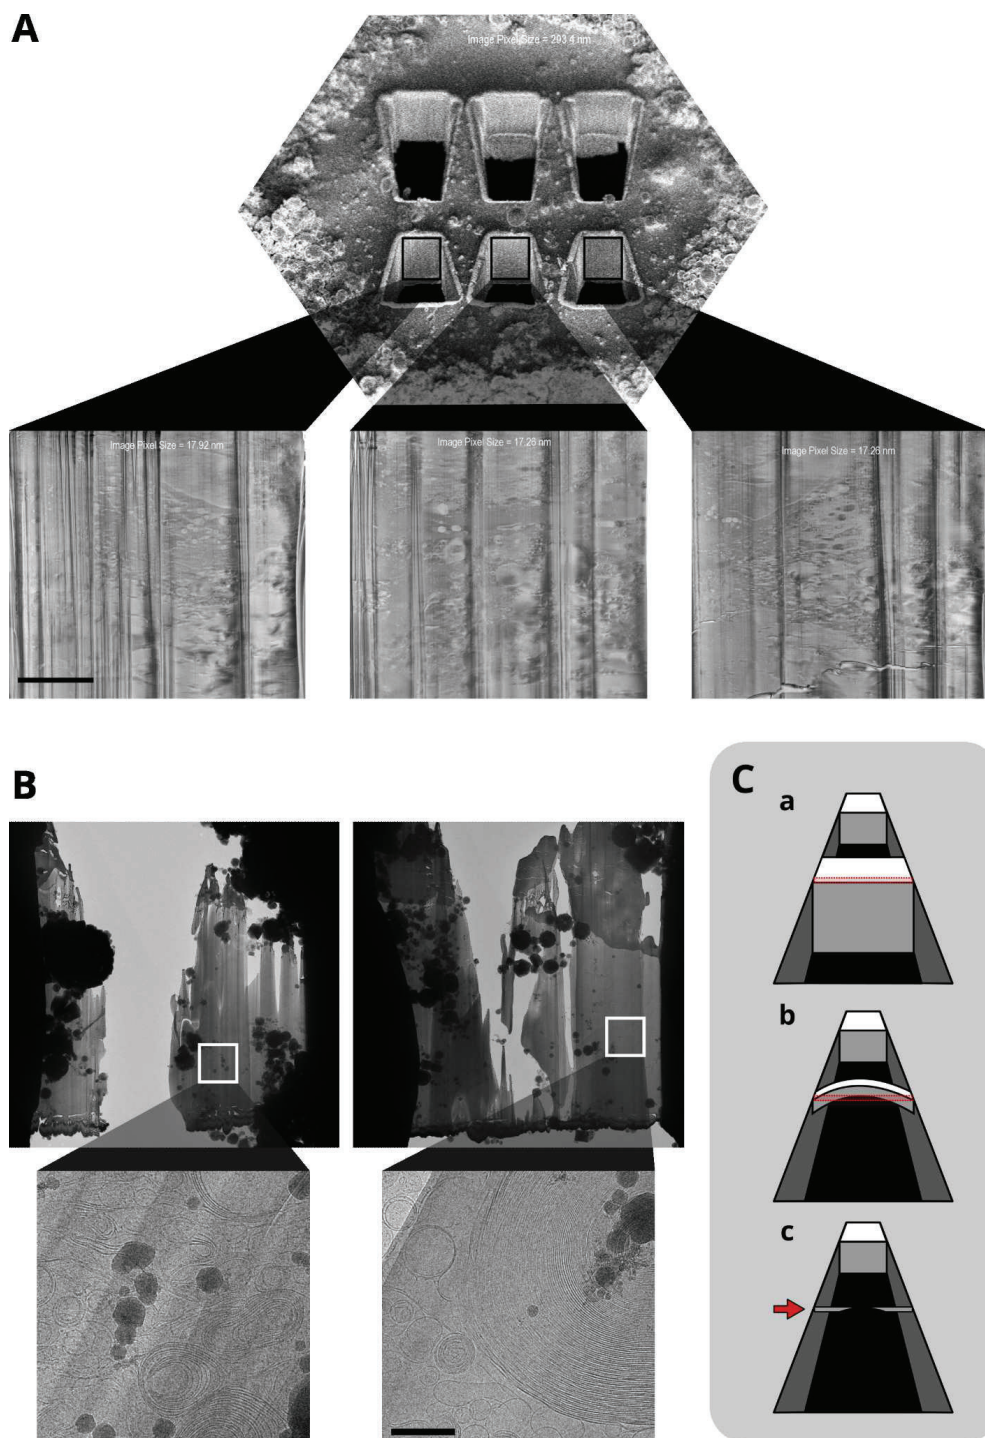 A
Image Pixel Size = 293.4 nm
Image Pixel Size = 17.92 nm
Image Pixel Size = 17.26 nm
Image Pixel Size = 17.26 nm
B
C
a
b
c